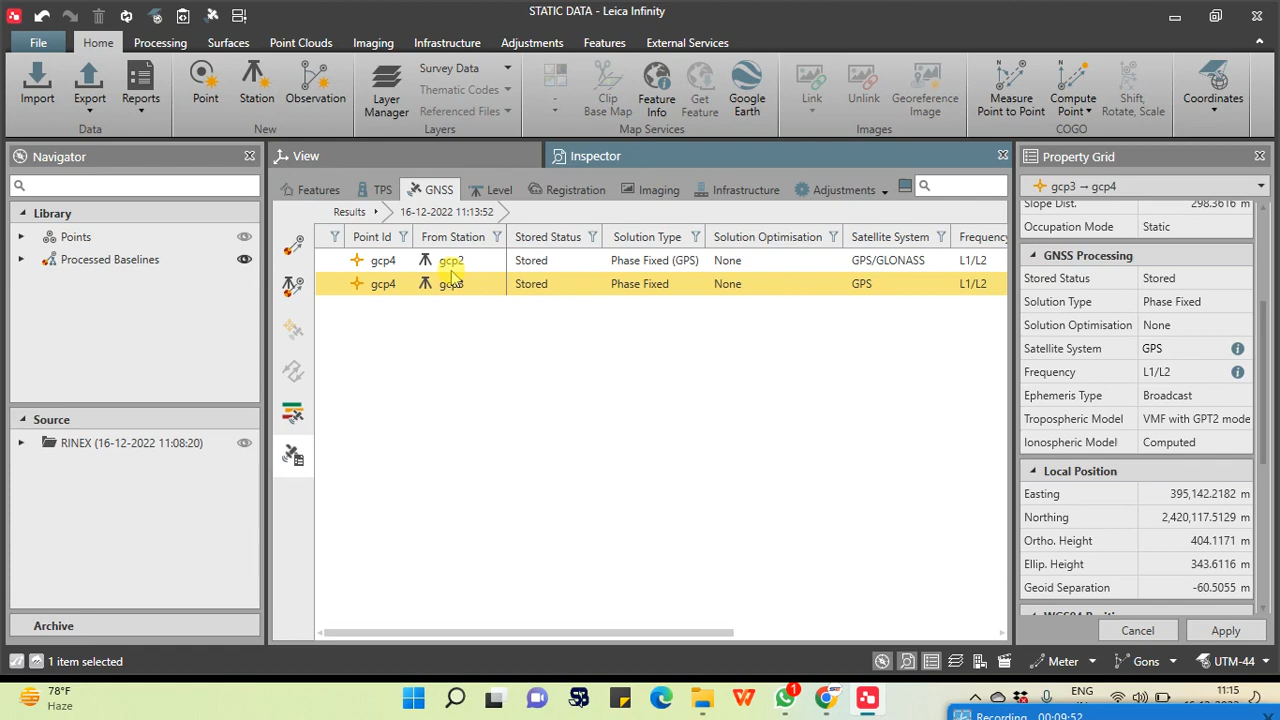 STATIC DATA - Leica Infinity
File Home Processing Surfaces Point Clouds Imaging Infrastructure Adjustments Features External Services
Import Export Reports Point Station Observation Layer Manager Survey Data Thematic Codes Referenced Files - Clip Base Map Feature Info Get Feature Google Earth Link Unlink Georeference Image Measure Point to Point Compute Point Shift, Rotate, Scale Coordinates
Data New Layers Map Services Images COGO
Navigator
Library
Points
Processed Baselines
Source
RINEX (16-12-2022 11:08:20)
Archive
View Inspector
Features TPS GNSS Level Registration Imaging Infrastructure Adjustments
Results 16-12-2022 11:13:52
Point Id From Station Stored Status Solution Type Solution Optimisation Satellite System Frequency
gcp4 gcp2 Stored Phase Fixed (GPS) None GPS/GLONASS L1/L2
gcp4 Stored Phase Fixed None GPS L1/L2
Property Grid
gcp3 → gcp4
Slope Dist. 298.3616 m
Occupation Mode Static
GNSS Processing
Stored Status Stored
Solution Type Phase Fixed
Solution Optimisation None
Satellite System GPS
Frequency L1/L2
Ephemeris Type Broadcast
Tropospheric Model VMF with GPT2 mode
Ionospheric Model Computed
Local Position
Easting 395,142.2182 m
Northing 2,420,117.5129 m
Ortho. Height 404.1171 m
Ellip. Height 343.6116 m
Geoid Separation -60.5055 m
Cancel Apply
1 item selected Meter Gons UTM-44
78°F
Haze
1
ENG 11:15
Recording 00:09:52